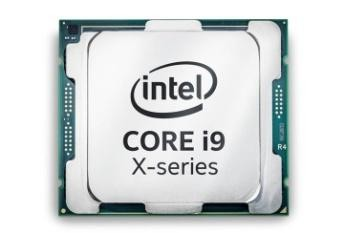 intel
CORE i9
X-series
R4